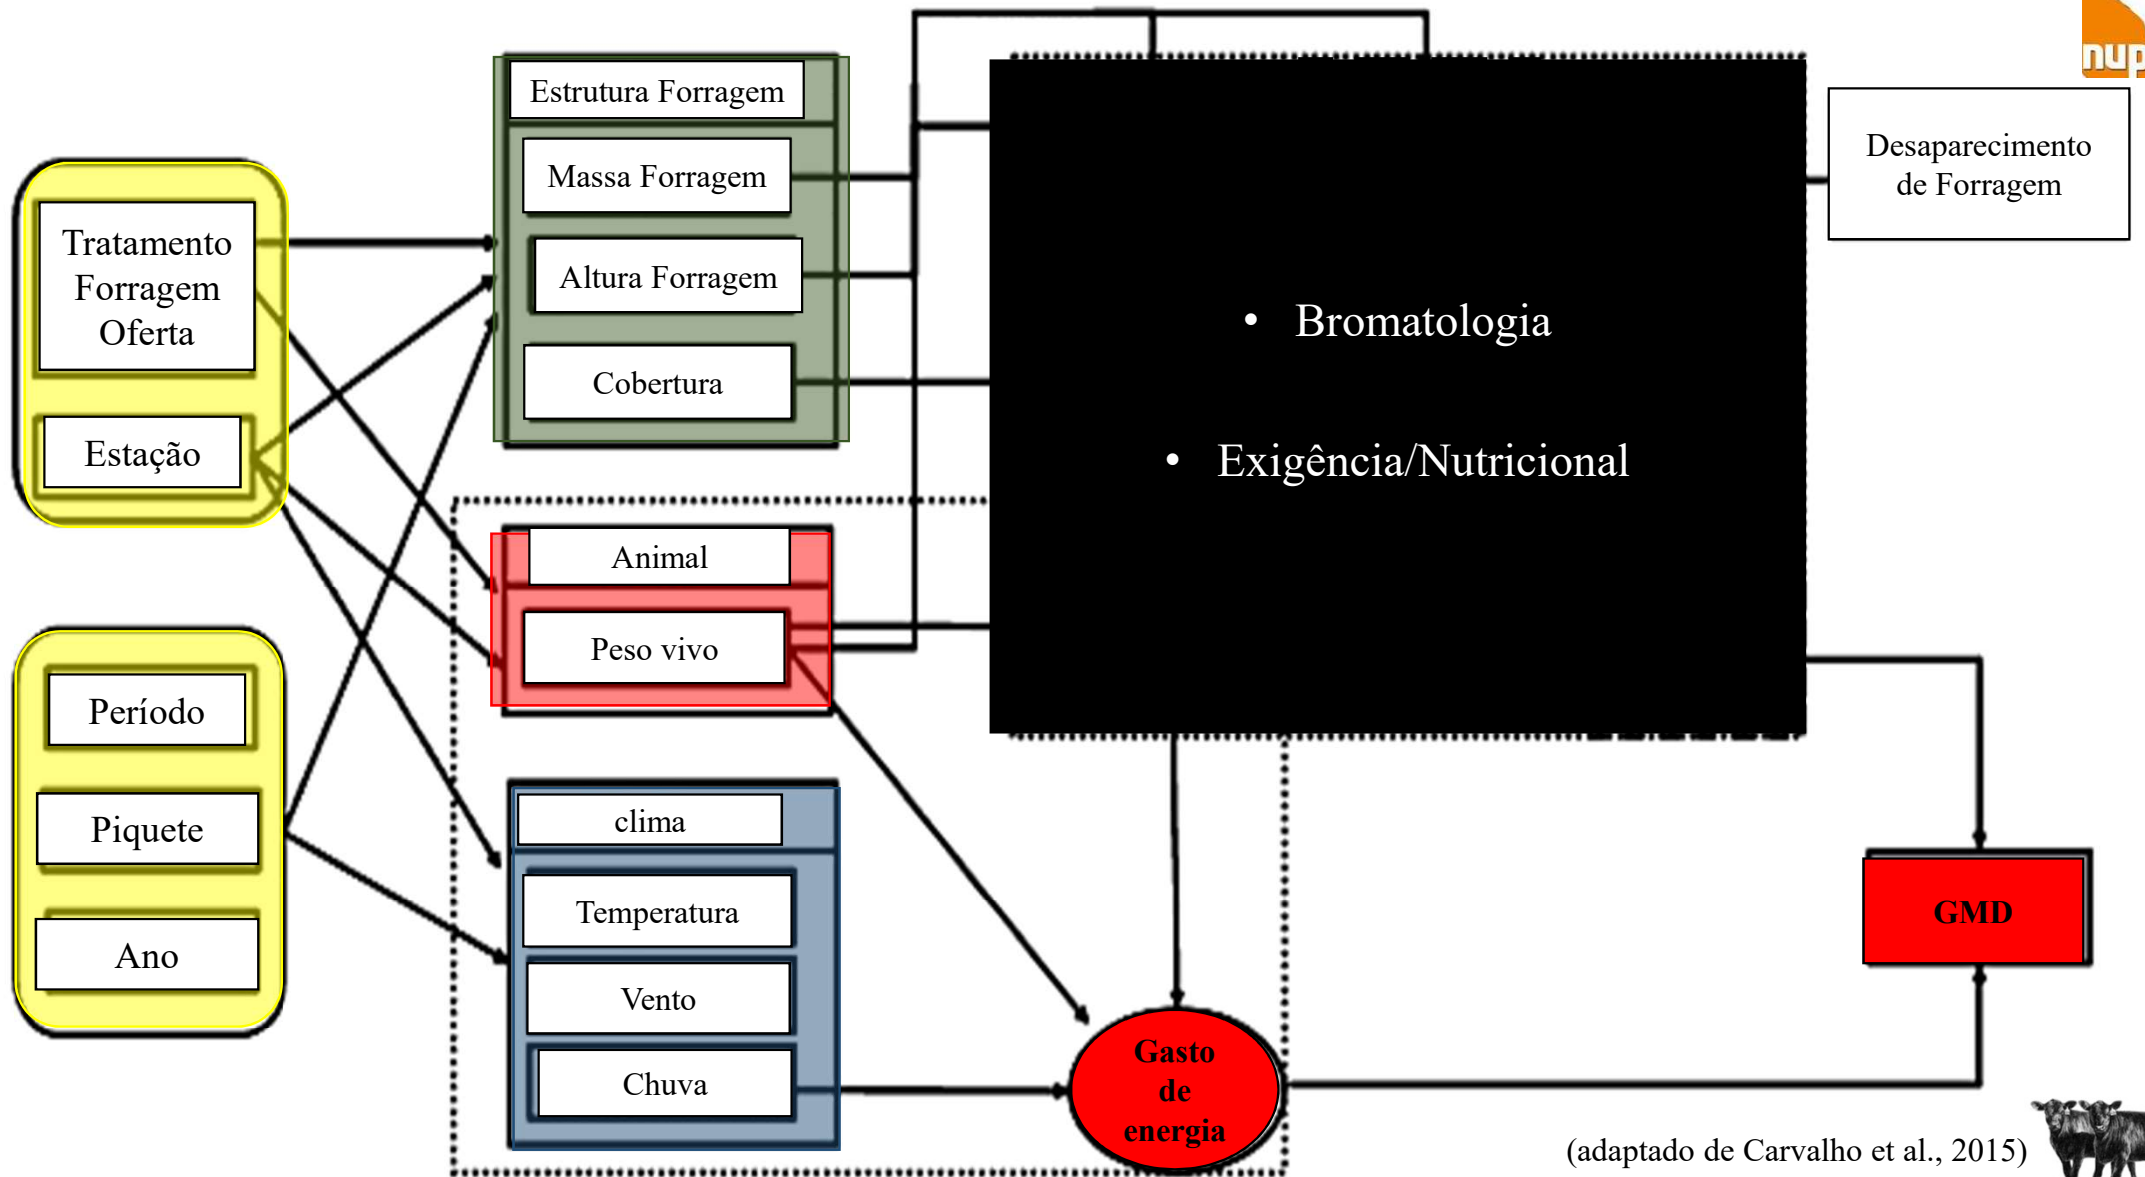 nup
Estrutura Forragem
Massa Forragem
Altura Forragem
Cobertura
Tratamento
Forragem
Oferta
Estação
Período
Piquete
Ano
Animal
Peso vivo
clima
Temperatura
Vento
Chuva
• Bromatologia
• Exigência/Nutricional
Desaparecimento
de Forragem
GMD
Gasto
de
energia
(adaptado de Carvalho et al., 2015)